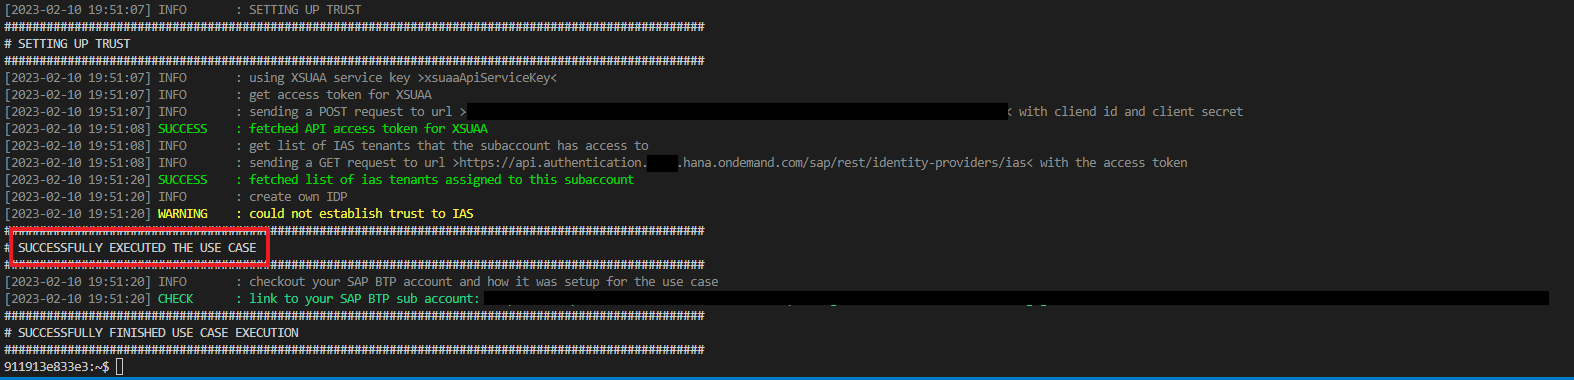 [2023-02-10 19:51:07] INFO : SETTING UP TRUST
####################################################################################################
# SETTING UP TRUST
####################################################################################################
[2023-02-10 19:51:07] INFO : using XSUAA service key >xsuaaApiServiceKey<
[2023-02-10 19:51:07] INFO : get access token for XSUAA
[2023-02-10 19:51:07] INFO : sending a POST request to url > < with cliend id and client secret
[2023-02-10 19:51:08] SUCCESS : fetched API access token for XSUAA
[2023-02-10 19:51:08] INFO : get list of IAS tenants that the subaccount has access to
[2023-02-10 19:51:08] INFO : sending a GET request to url >https://api.authentication. .hana.ondemand.com/sap/rest/identity-providers/ias< with the access token
[2023-02-10 19:51:20] SUCCESS : fetched list of ias tenants assigned to this subaccount
[2023-02-10 19:51:20] INFO : create own IDP
[2023-02-10 19:51:20] WARNING : could not establish trust to IAS
####################################################################################################
# SUCCESSFULLY EXECUTED THE USE CASE
####################################################################################################
[2023-02-10 19:51:20] INFO : checkout your SAP BTP account and how it was setup for the use case
[2023-02-10 19:51:20] CHECK : link to your SAP BTP sub account:
####################################################################################################
# SUCCESSFULLY FINISHED USE CASE EXECUTION
####################################################################################################
911913e833e3:~$